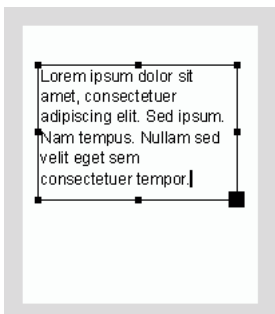 Lorem ipsum dolor sit
amet, consectetuer
adipiscing elit. Sed ipsum.
Nam tempus. Nullam sed
velit eget sem
consectetuer tempor.